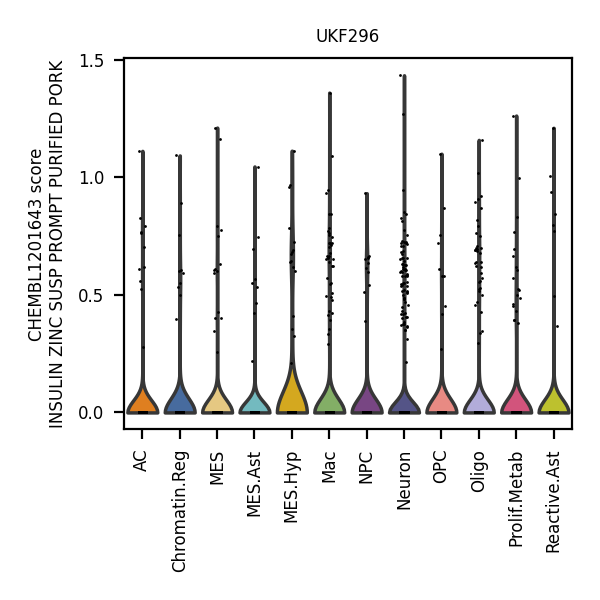 UKF296
CHEMBL1201643 score
INSULIN ZINC SUSP PROMPT PURIFIED PORK
1.5
1.0
0.5
0.0
AC
Chromatin.Reg
MES
MES.Ast
MES.Hyp
Mac
NPC
Neuron
OPC
Oligo
Prolif.Metab
Reactive.Ast